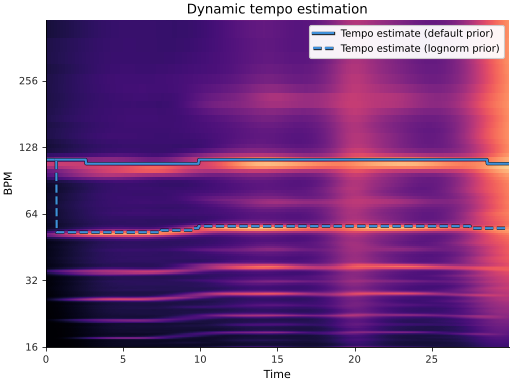 Dynamic tempo estimation
Tempo estimate (default prior)
Tempo estimate (lognorm prior)
256
128
64
32
16
BPM
0 5 10 15 20 25
Time